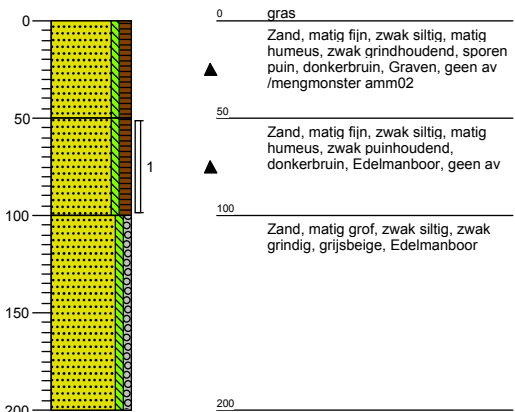 0
50
100
150
200
1
0
gras
Zand, matig fijn, zwak siltig, matig
humeus, zwak grindhoudend, sporen
puin, donkerbruin, Graven, geen av
/mengmonster amm02
50
Zand, matig fijn, zwak siltig, matig
humeus, zwak puinhoudend,
donkerbruin, Edelmanboor, geen av
100
Zand, matig grof, zwak siltig, zwak
grindig, grijsbeige, Edelmanboor
200